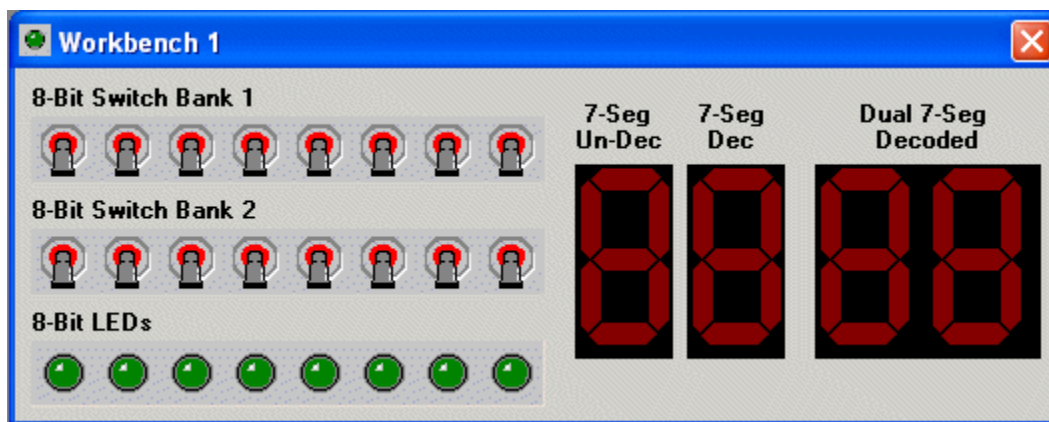 Workbench 1
8-Bit Switch Bank 1
8-Bit Switch Bank 2
8-Bit LEDs
7-Seg
Un-Dec
7-Seg
Dec
Dual 7-Seg
Decoded